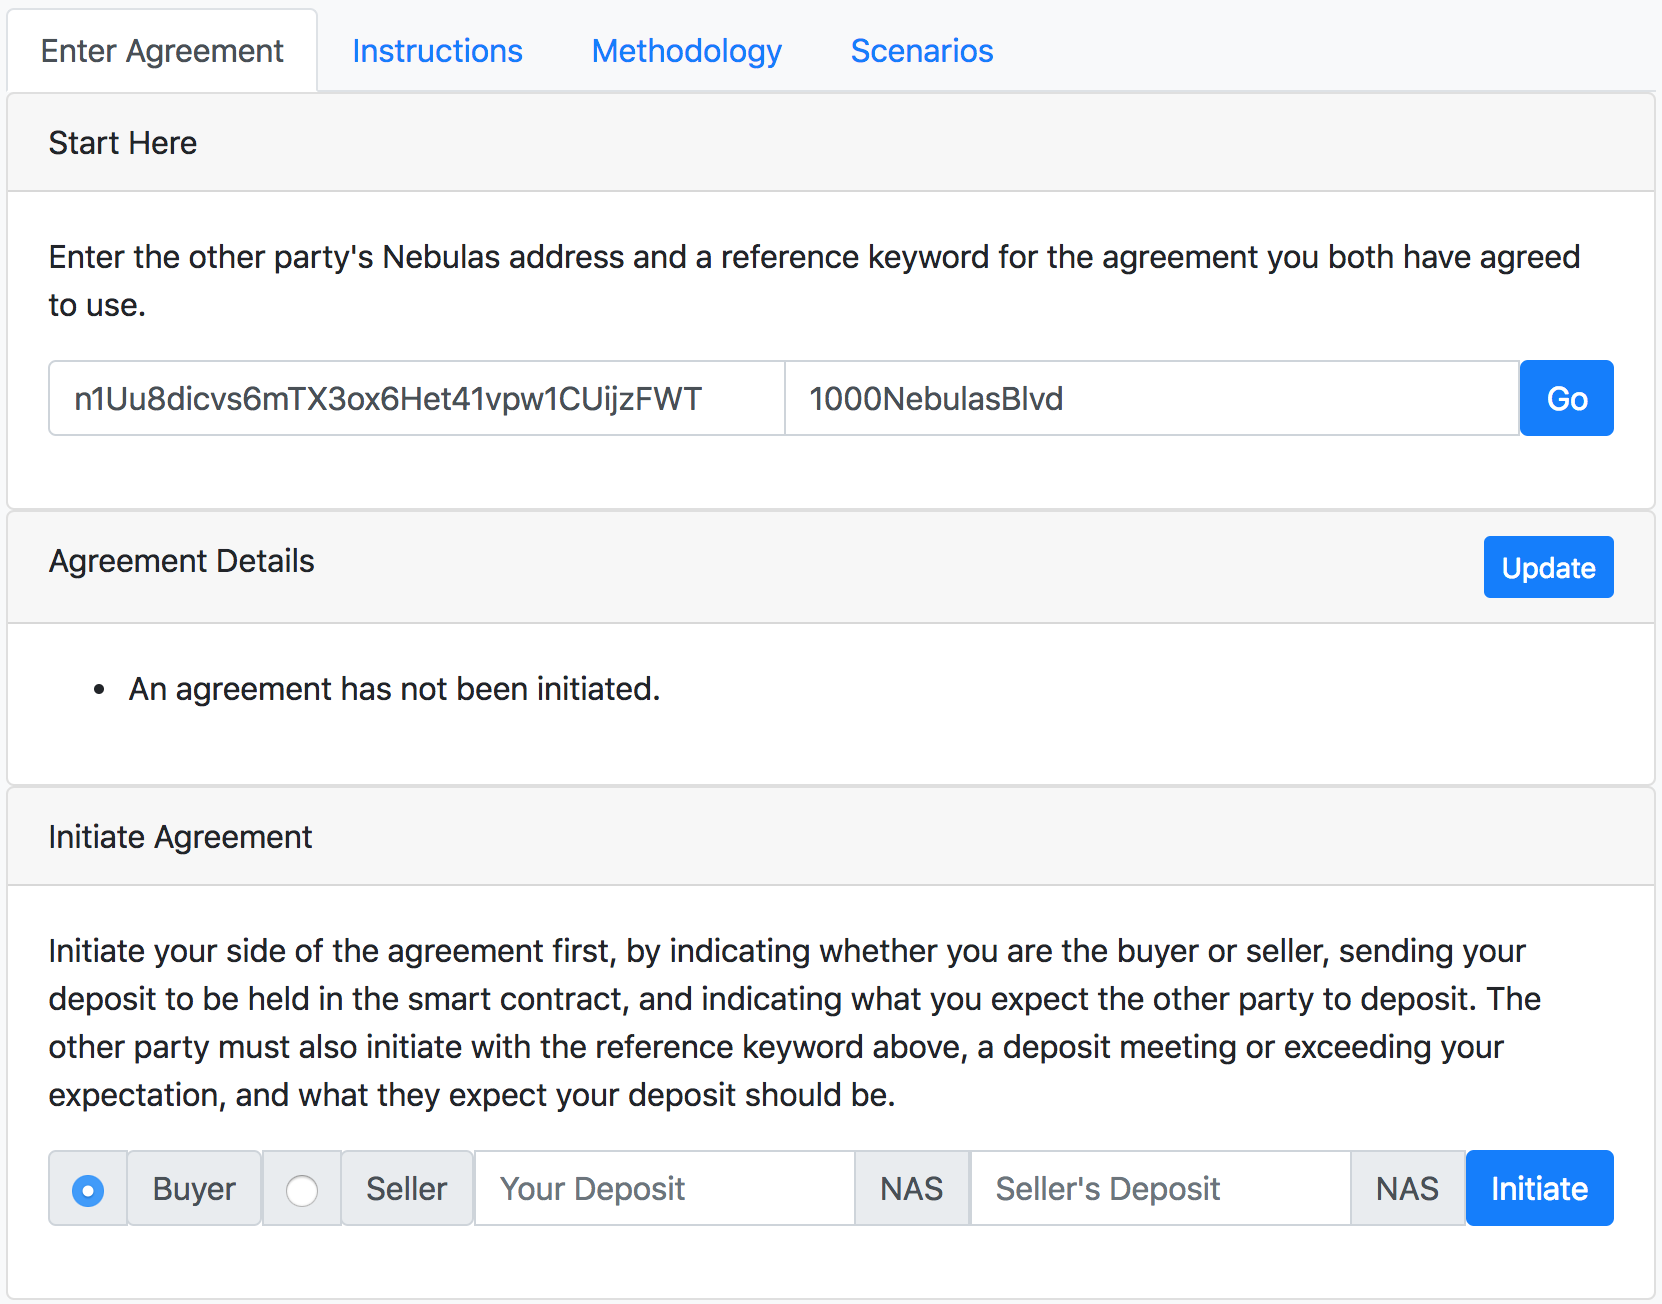 Enter Agreement Instructions Methodology Scenarios
Start Here
Enter the other party's Nebulas address and a reference keyword for the agreement you both have agreed
to use.
n1Uu8dicvs6mTX3ox6Het41vpw1CUijzFWT 1000NebulasBlvd Go
Agreement Details Update
• An agreement has not been initiated.
Initiate Agreement
Initiate your side of the agreement first, by indicating whether you are the buyer or seller, sending your
deposit to be held in the smart contract, and indicating what you expect the other party to deposit. The
other party must also initiate with the reference keyword above, a deposit meeting or exceeding your
expectation, and what they expect your deposit should be.
Buyer Seller Your Deposit NAS Seller's Deposit NAS Initiate